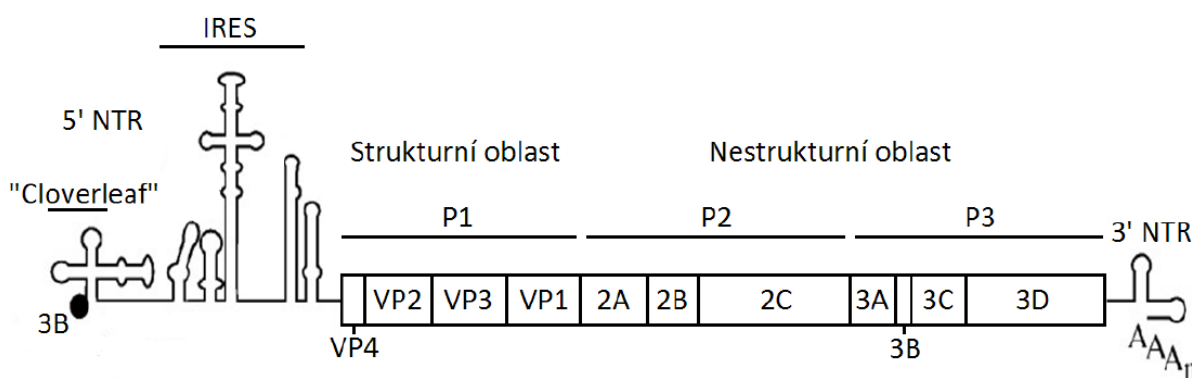 IRES
5' NTR
"Cloverleaf"
3B
Strukturní oblast
Nestrukturní oblast
P1
P2
P3
3' NTR
VP2 VP3 VP1 2A 2B 2C 3A 3C 3D
VP4
3B
AAAn